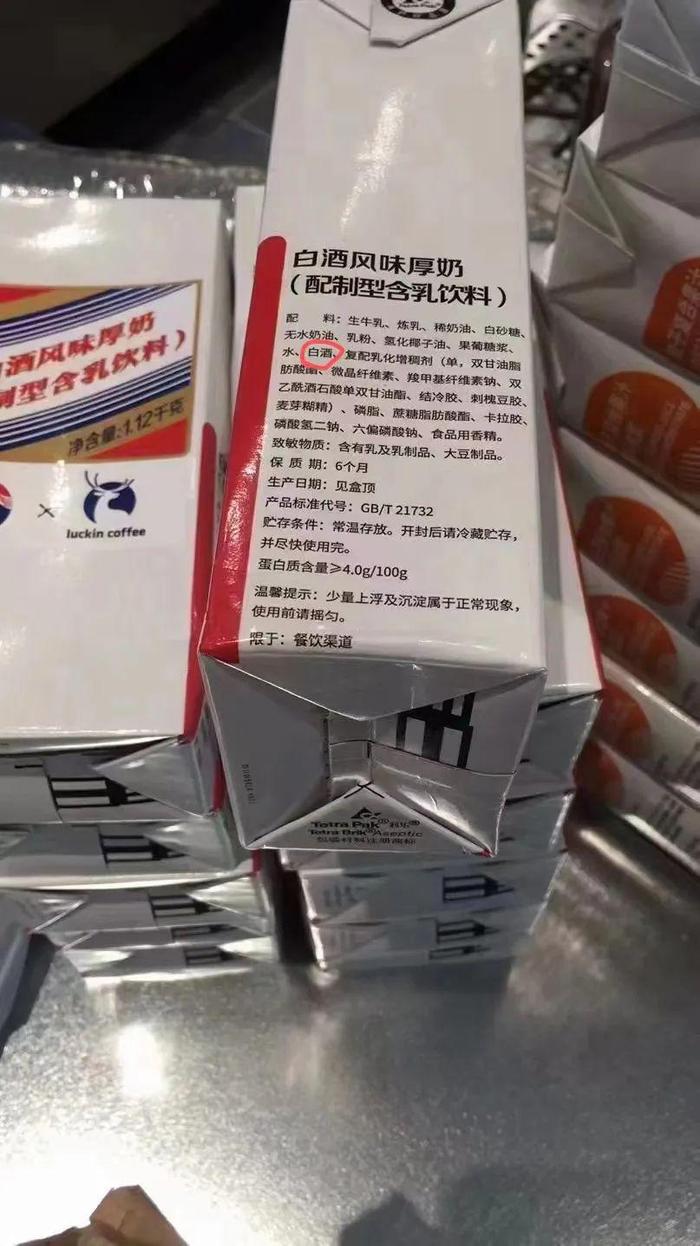 白酒风味厚奶
（配制型含乳饮料）
配　　料：生牛乳、炼乳、稀奶油、白砂糖、
无水奶油、乳粉、氢化椰子油、果葡糖浆、
水、白酒、复配乳化增稠剂（单，双甘油脂
肪酸酯、微晶纤维素、羧甲基纤维素钠、双
乙酰酒石酸单双甘油酯、结冷胶、刺槐豆胶、
麦芽糊精）、磷脂、蔗糖脂肪酸酯、卡拉胶、
磷酸氢二钠、六偏磷酸钠、食品用香精。
致敏物质：含有乳及乳制品、大豆制品。
保 质 期：6个月
生产日期：见盒顶
产品标准代号：GB/T 21732
贮存条件：常温存放。开封后请冷藏贮存，
并尽快使用完。
蛋白质含量≥4.0g/100g
温馨提示：少量上浮及沉淀属于正常现象，
使用前请摇匀。
限于：餐饮渠道
Tetra Pak® 利乐®
Tetra Brik® Aseptic
包装材料注册商标
酒风味厚奶
制型含乳饮料）
净含量:1.12千克
×
luckin coffee